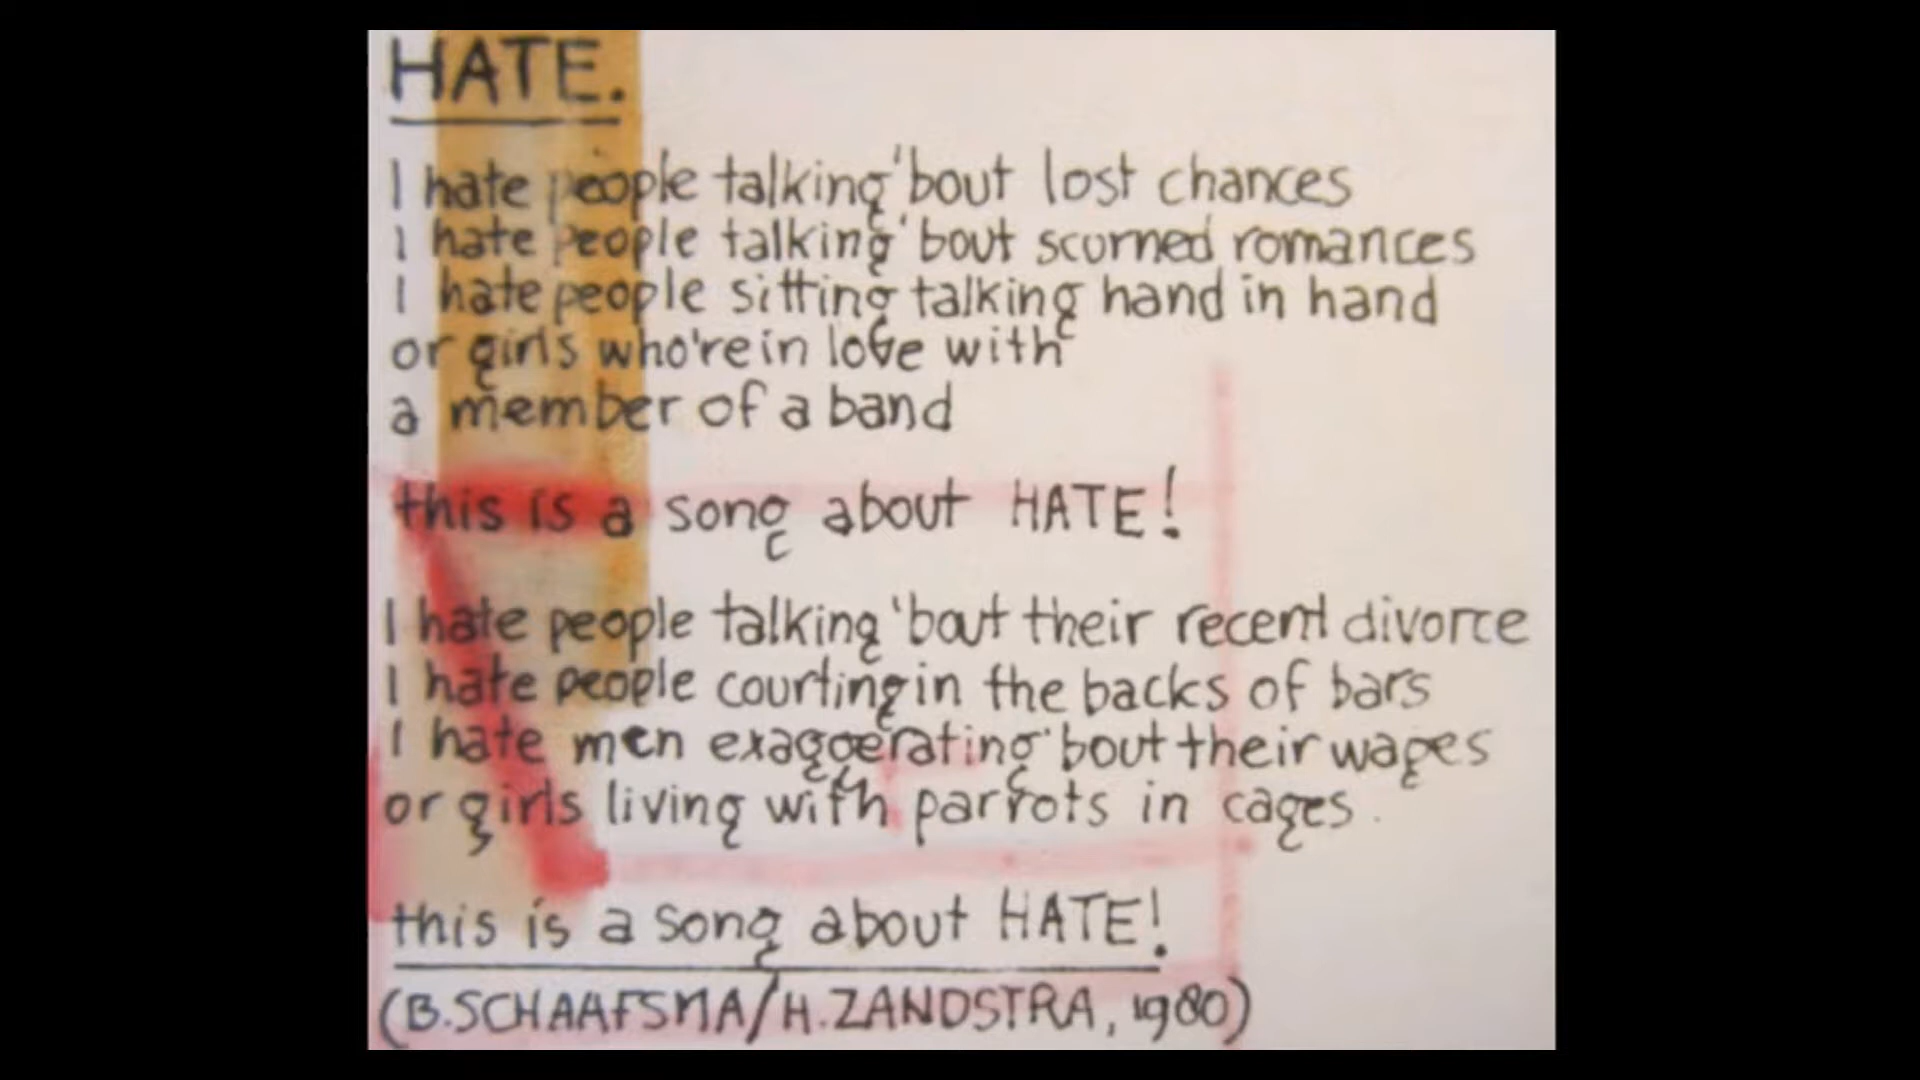 HATE.
I hate people talking 'bout lost chances
I hate people talking 'bout scurned romances
I hate people sitting talking hand in hand
or girls who're in love with
a member of a band
this is a song about HATE!
I hate people talking 'bout their recent divorce
I hate people courting in the backs of bars
I hate men exaggerating 'bout their wages
or girls living with parrots in cages.
this is a song about HATE!
(B.SCHAAFSMA/H.ZANDSTRA, 1980)